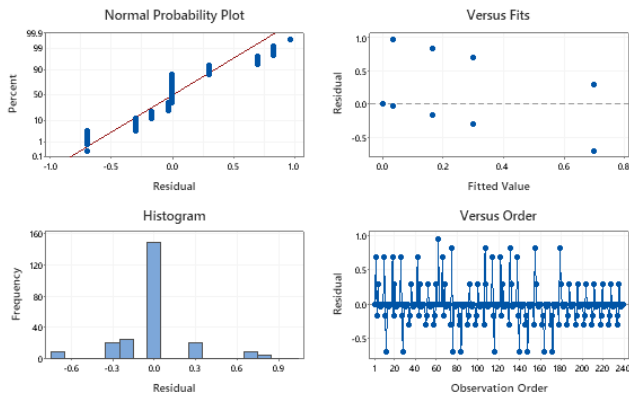 Normal Probability Plot
99.9
99
90
50
10
1
0.1
Percent
-1.0 -0.5 0.0 0.5 1.0
Residual
Versus Fits
1.0
0.5
0.0
-0.5
Residual
0.0 0.2 0.4 0.6 0.8
Fitted Value
Histogram
160
120
80
40
0
Frequency
-0.6 -0.3 0.0 0.3 0.6 0.9
Residual
Versus Order
1.0
0.5
0.0
-0.5
Residual
1 20 40 60 80 100 120 140 160 180 200 220 240
Observation Order